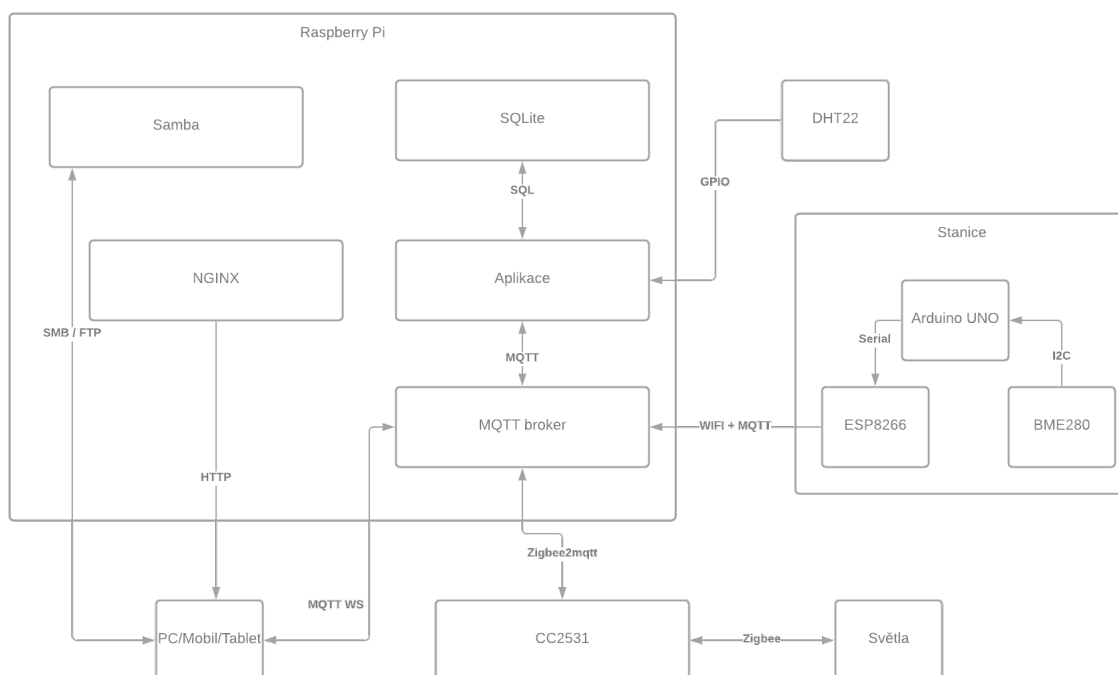 Raspberry Pi
Samba
SQLite
DHT22
GPIO
SQL
Stanice
NGINX
Aplikace
Arduino UNO
SMB / FTP
Serial
MQTT
I2C
MQTT broker
WIFI + MQTT
ESP8266
BME280
HTTP
Zigbee2mqtt
MQTT WS
PC/Mobil/Tablet
CC2531
Zigbee
Světla